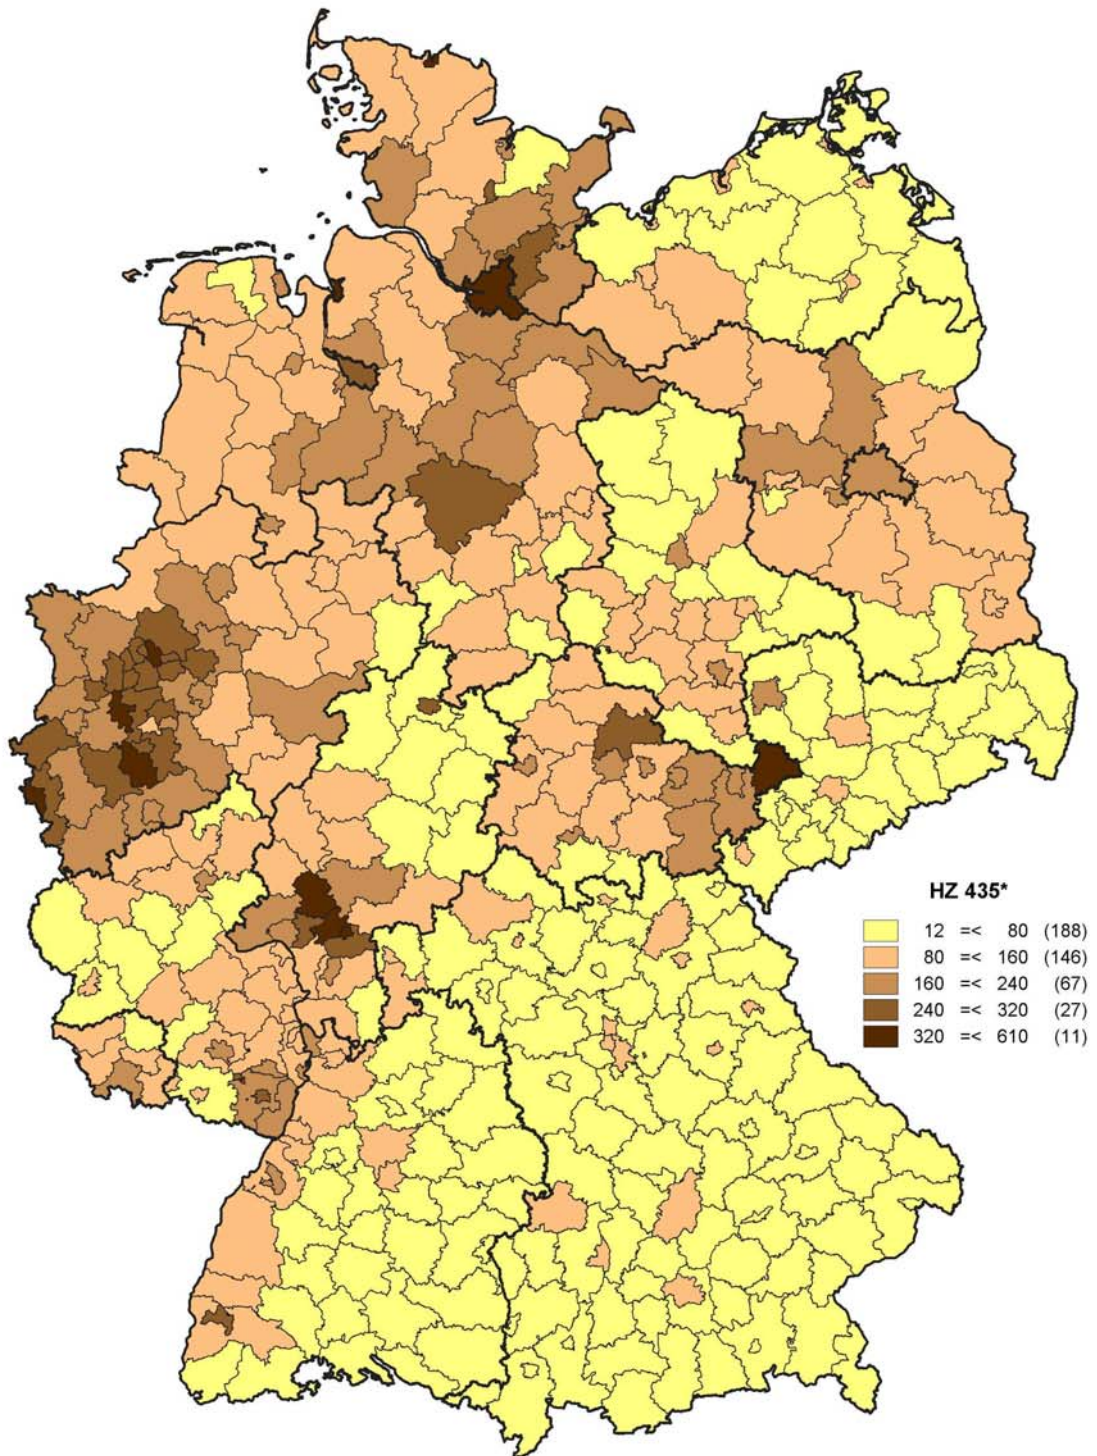 HZ 435*
12 =< 80 (188)
80 =< 160 (146)
160 =< 240 (67)
240 =< 320 (27)
320 =< 610 (11)